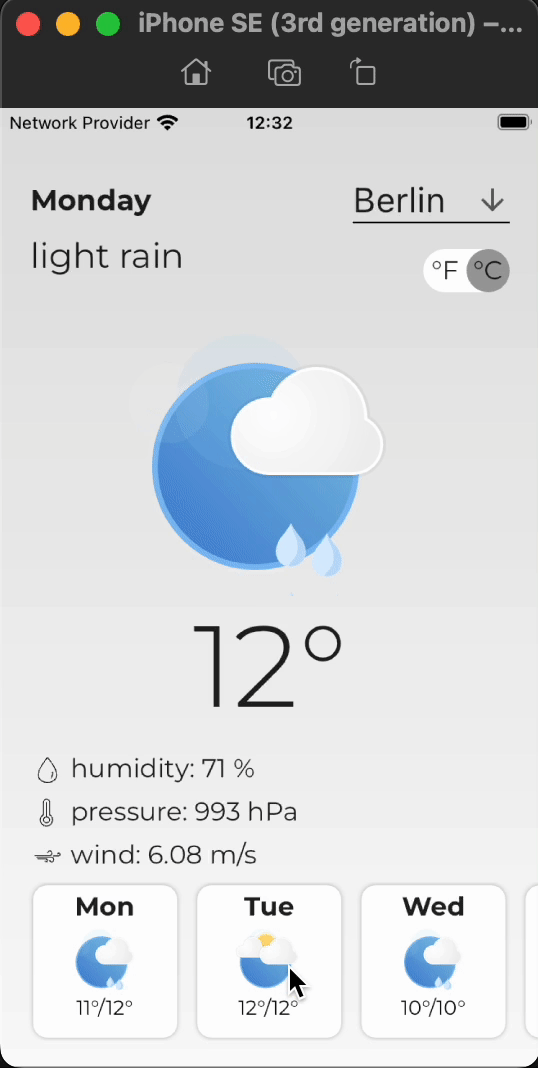 iPhone SE (3rd generation) –...
Network Provider 12:32
Monday
Berlin
light rain
°F °C
12°
humidity: 71 %
pressure: 993 hPa
wind: 6.08 m/s
Mon Tue Wed
11°/12° 12°/12° 10°/10°